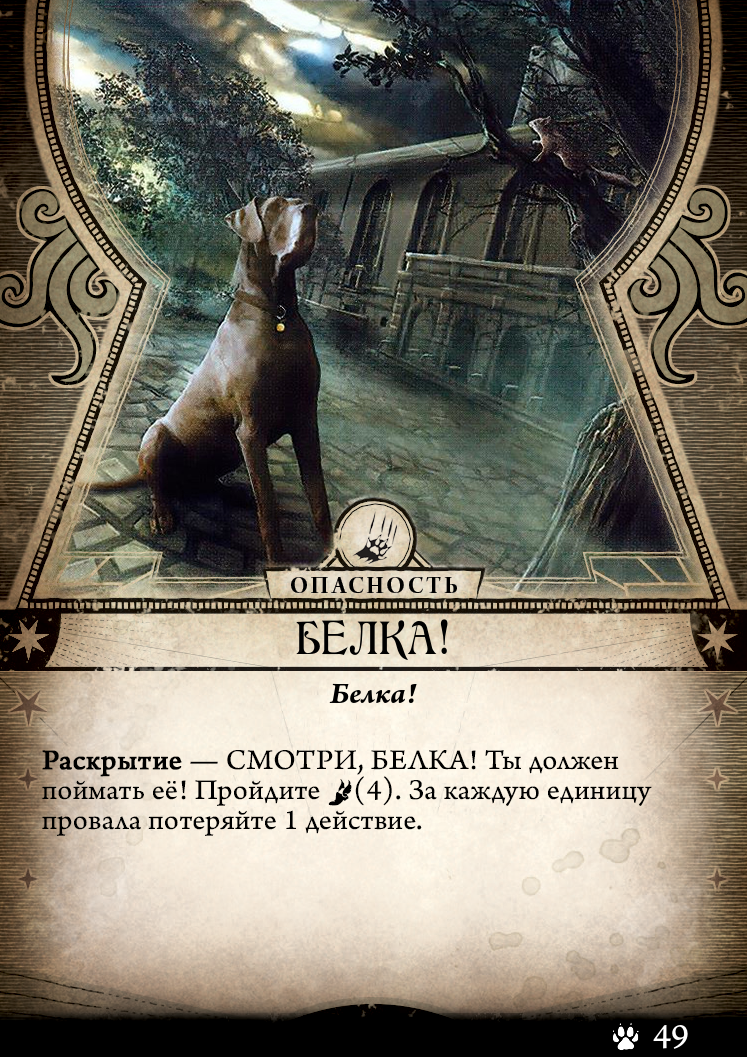 ОПАСНОСТЬ
БЕЛКА!
Белка!
Раскрытие — СМОТРИ, БЕЛКА! Ты должен
поймать её! Пройдите (4). За каждую единицу
провала потеряйте 1 действие.
49